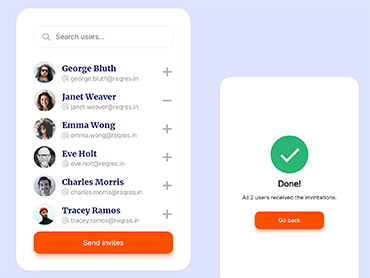 Search users...
George Bluth
george.bluth@reqres.in
Janet Weaver
janet.weaver@reqres.in
Emma Wong
emma.wong@reqres.in
Eve Holt
eve.holt@reqres.in
Charles Morris
charles.morris@reqres.in
Tracey Ramos
tracey.ramos@reqres.in
Send invites
Done!
All 2 users received the invintations.
Go back